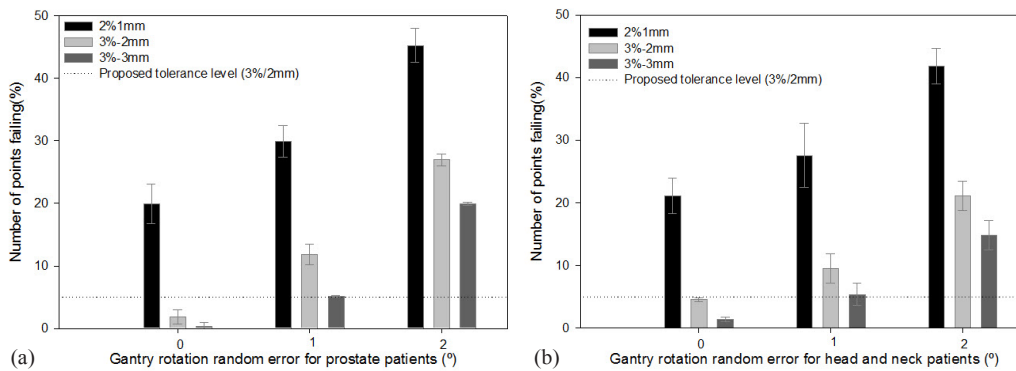 50
40
30
20
10
0
Number of points failing(%)
2%1mm
3%-2mm
3%-3mm
Proposed tolerance level (3%/2mm)
0
1
2
(a)
Gantry rotation random error for prostate patients (º)
50
40
30
20
10
0
Number of points failing(%)
2%1mm
3%-2mm
3%-3mm
Proposed tolerance level (3%/2mm)
0
1
2
(b)
Gantry rotation random error for head and neck patients (º)